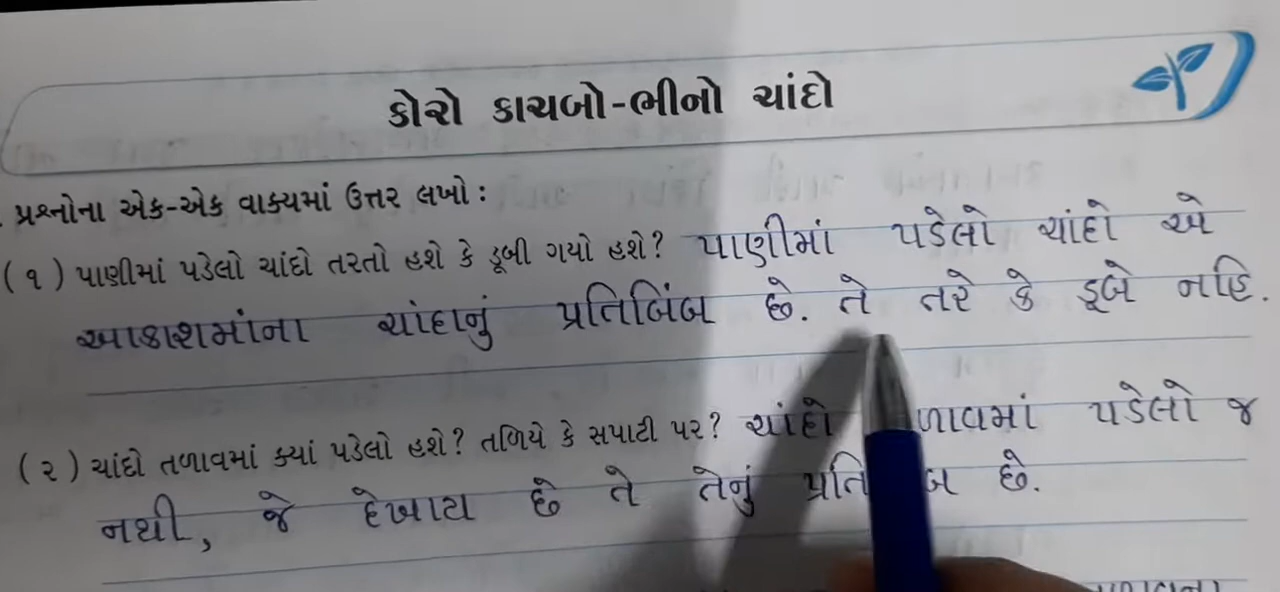 કોરો કાચબો-ભીનો ચાંદો
. પ્રશ્નોના એક-એક વાક્યમાં ઉત્તર લખો :
(૧) પાણીમાં પડેલો ચાંદો તરતો હશે કે ડૂબી ગયો હશે? પાણીમાં પડેલો ચાંદો એ
આકાશમાંના ચાંદાનું પ્રતિબિંબ છે. તે તરે કે ડૂબે નહિ.
(૨) ચાંદો તળાવમાં ક્યાં પડેલો હશે? તળિયે કે સપાટી પર? ચાંદો ળાવમાં પડેલો જ
નથી, જે દેખાય છે તે તેનું પ્રતિ બ છે.